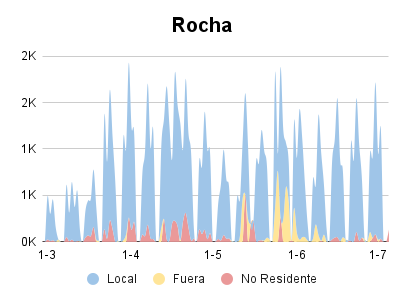 Rocha
2K
2K
1K
1K
0K
1-3 1-4 1-5 1-6 1-7
Local Fuera No Residente